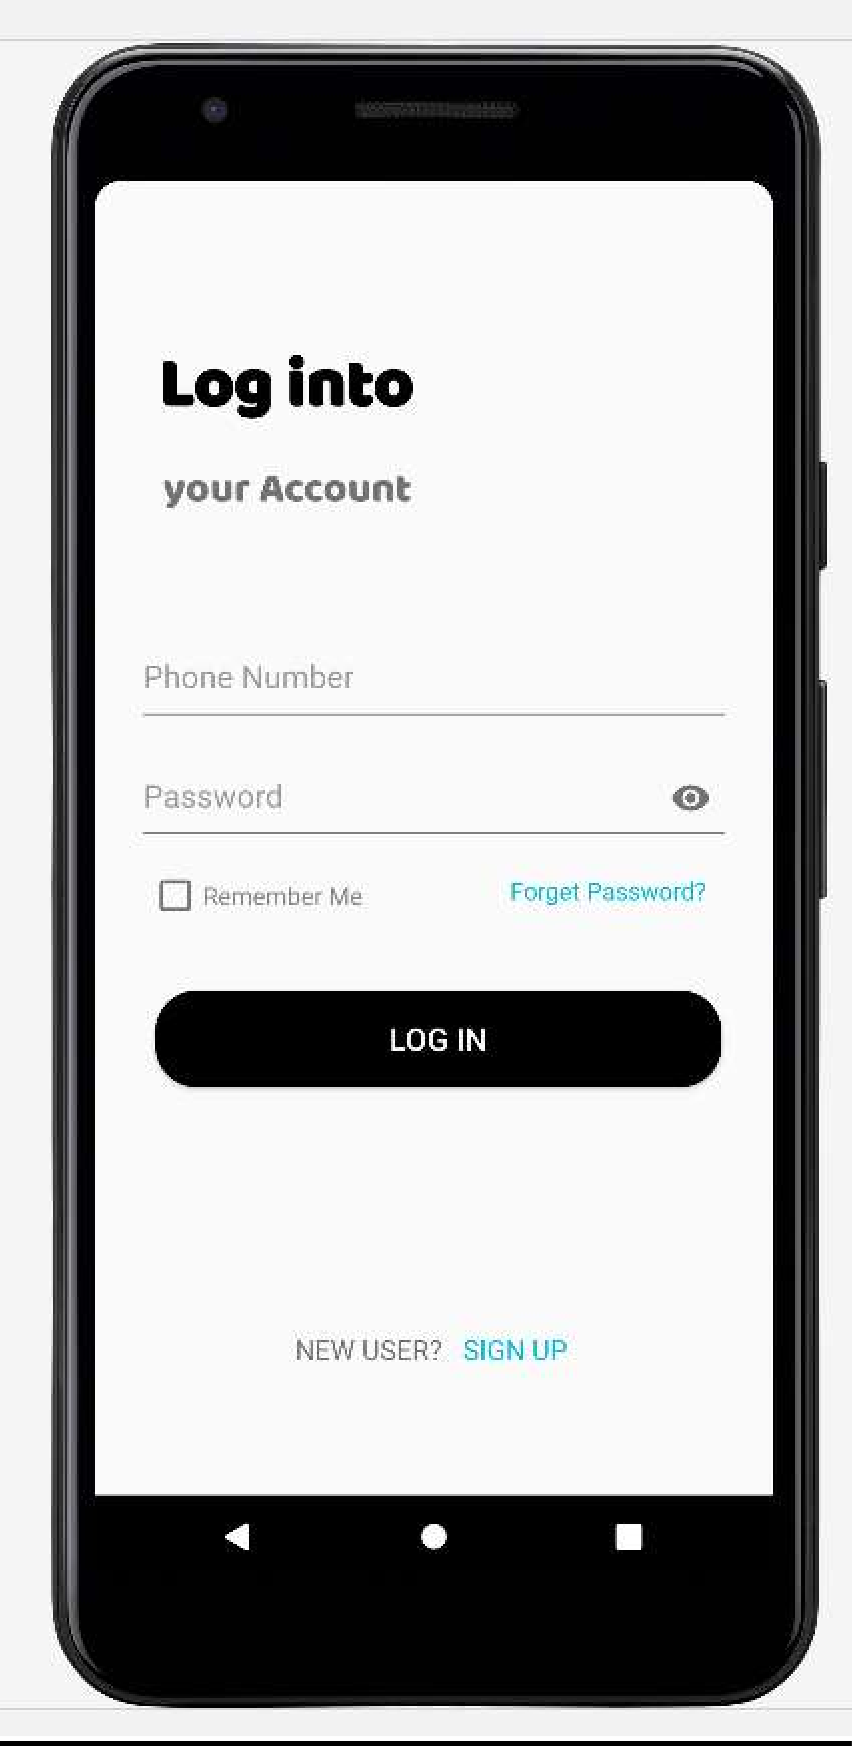 Log into
your Account
Phone Number
Password
Remember Me
Forget Password?
LOG IN
NEW USER? SIGN UP